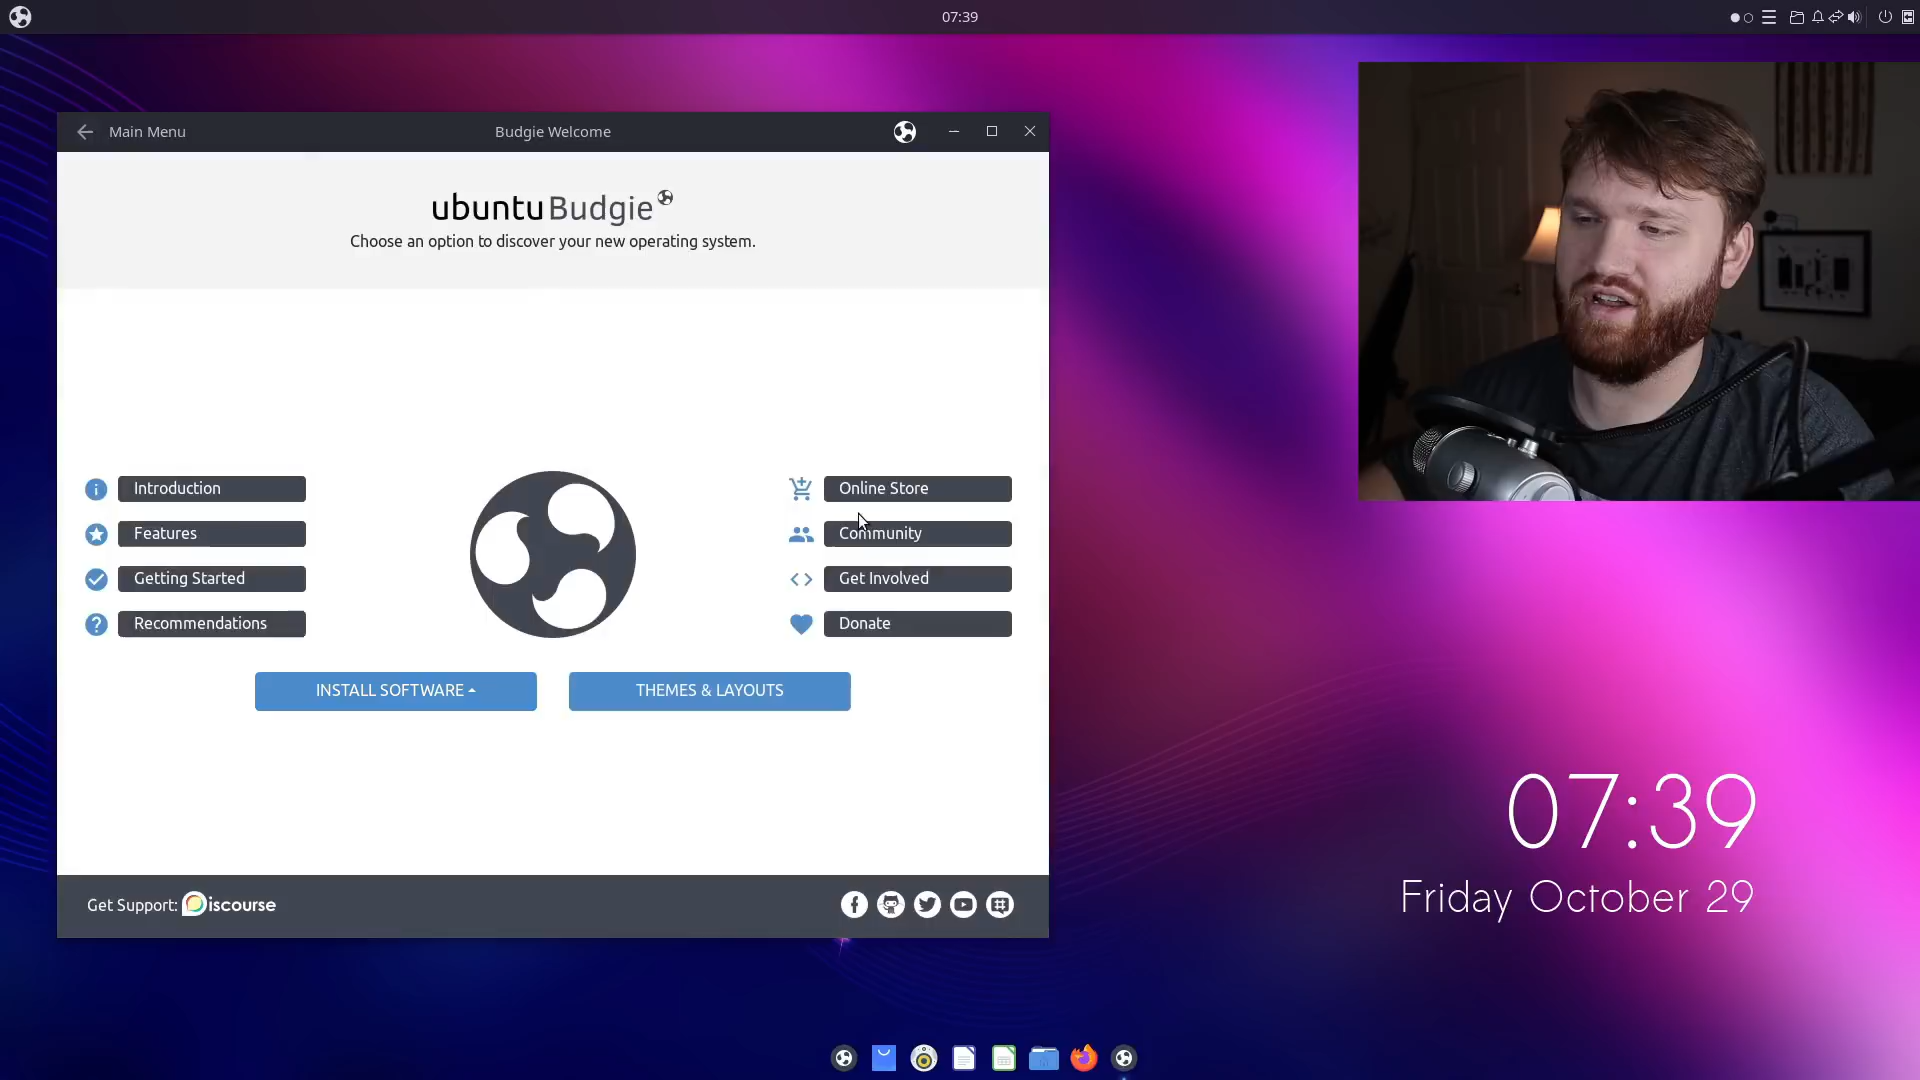 07:39
Main Menu
Budgie Welcome
ubuntu Budgie
Choose an option to discover your new operating system.
Introduction
Features
Getting Started
Recommendations
Online Store
Community
Get Involved
Donate
INSTALL SOFTWARE
THEMES & LAYOUTS
Get Support: Discourse
07:39
Friday October 29